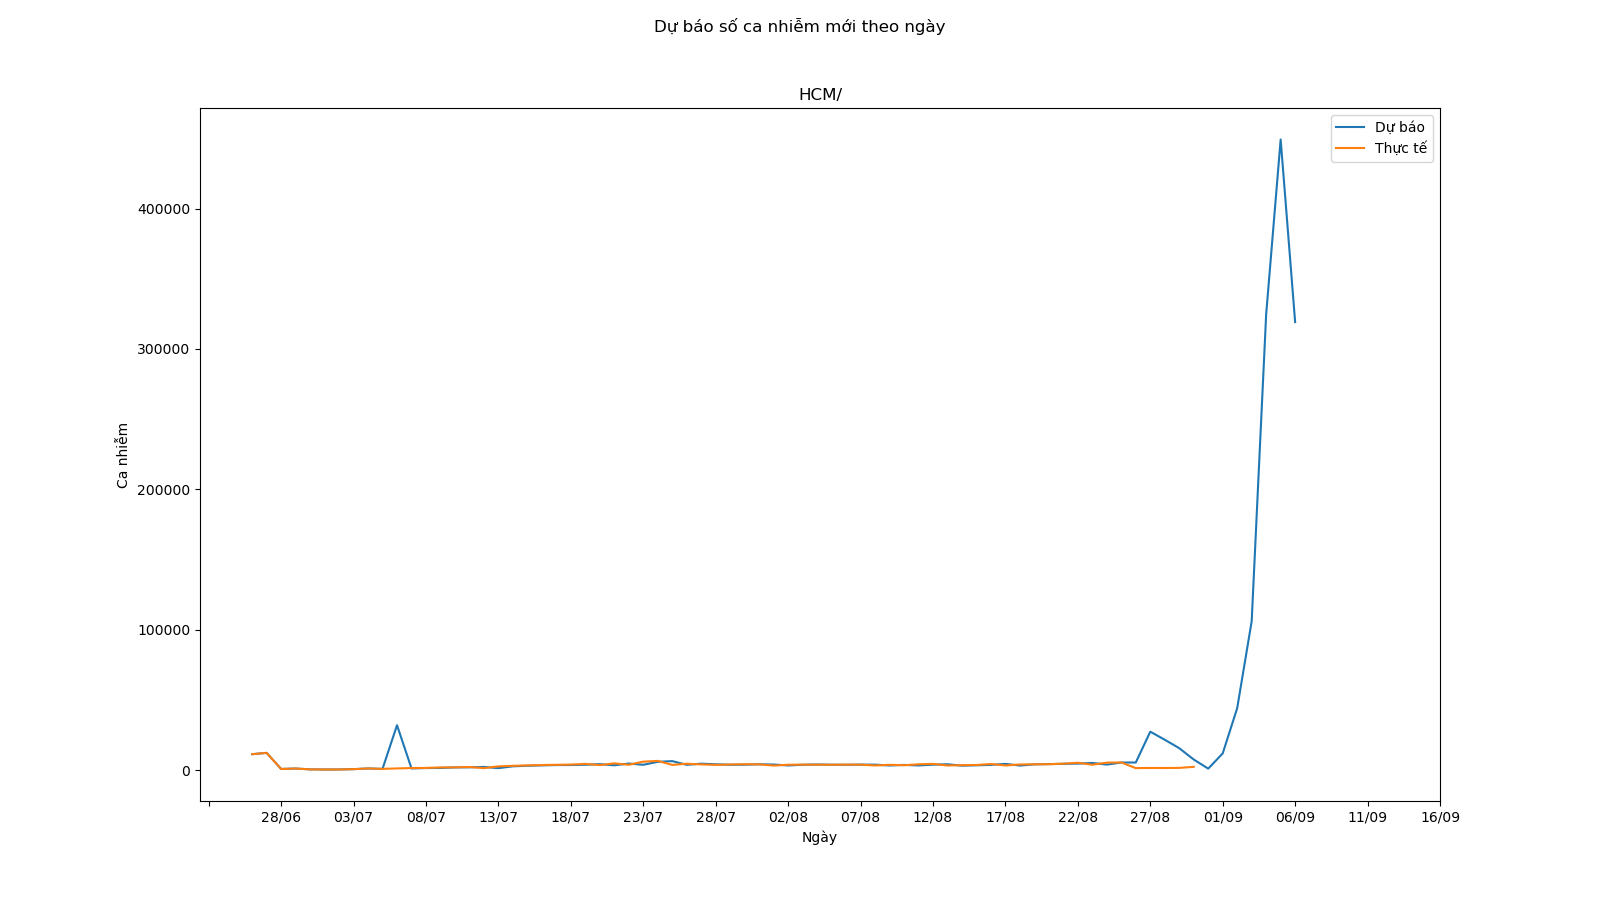 Dự báo số ca nhiễm mới theo ngày
HCM/
Dự báo
Thực tế
Ca nhiễm
400000
300000
200000
100000
0
28/06 03/07 08/07 13/07 18/07 23/07 28/07 02/08 07/08 12/08 17/08 22/08 27/08 01/09 06/09 11/09 16/09
Ngày